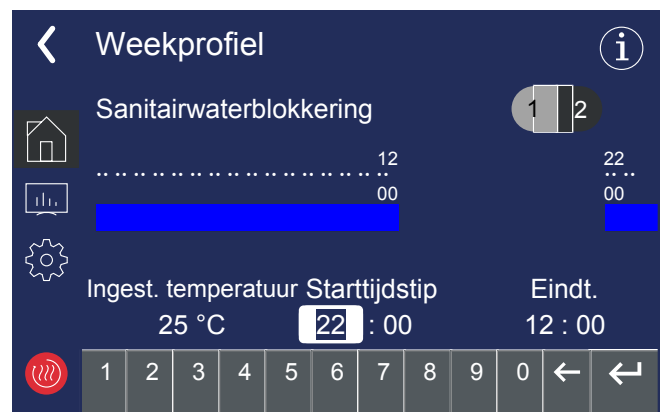 Weekprofiel
i
Sanitairwaterblokkering
1 2
12 22
00 00
Ingest. temperatuur Starttijdstip Eindt.
25 °C 22 : 00 12 : 00
1 2 3 4 5 6 7 8 9 0